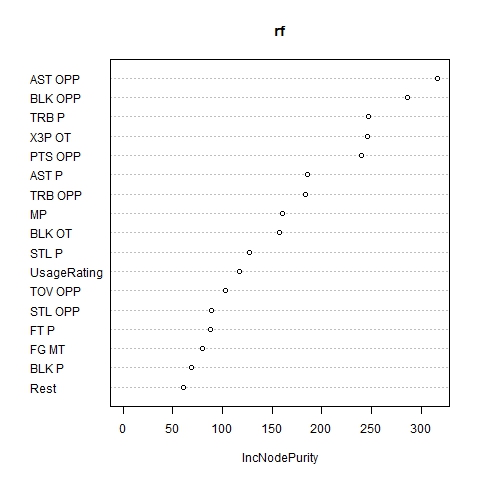 rf
AST OPP
BLK OPP
TRB P
X3P OT
PTS OPP
AST P
TRB OPP
MP
BLK OT
STL P
UsageRating
TOV OPP
STL OPP
FT P
FG MT
BLK P
Rest
0 50 100 150 200 250 300
IncNodePurity